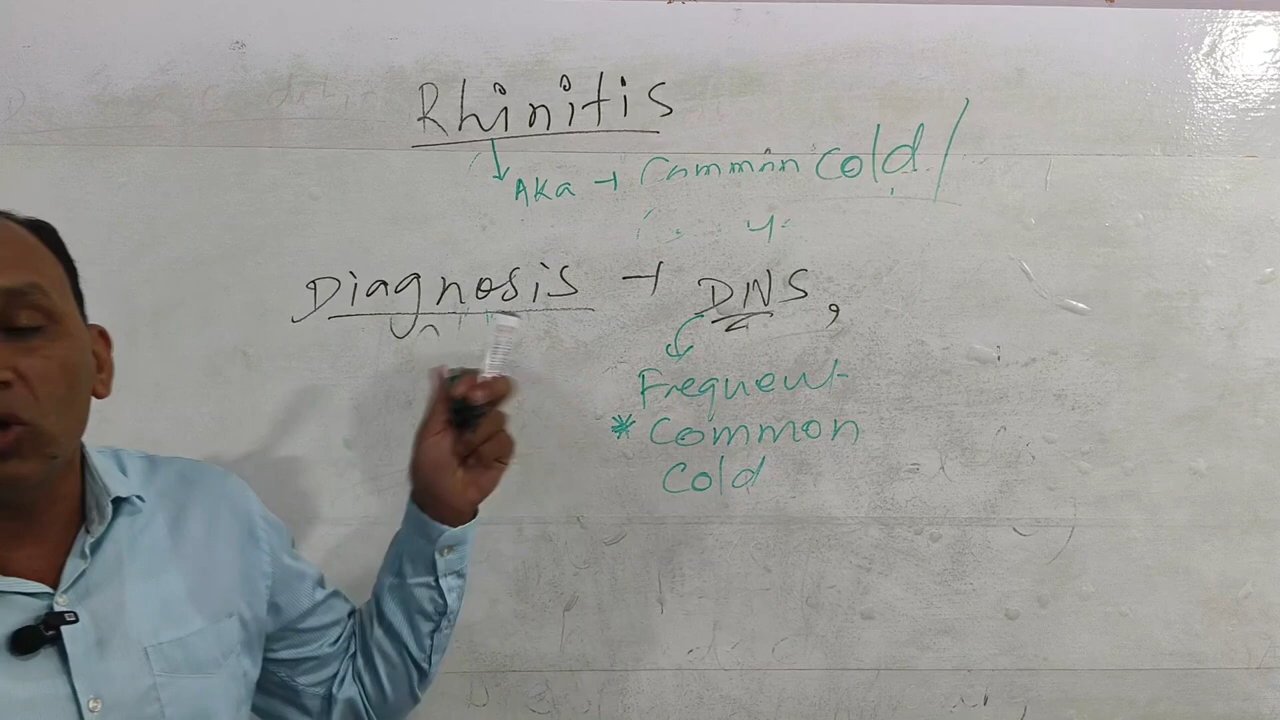 Rhinitis
AKa → Common Cold /
Diagnosis → DNS,
Frequent
* Common
Cold